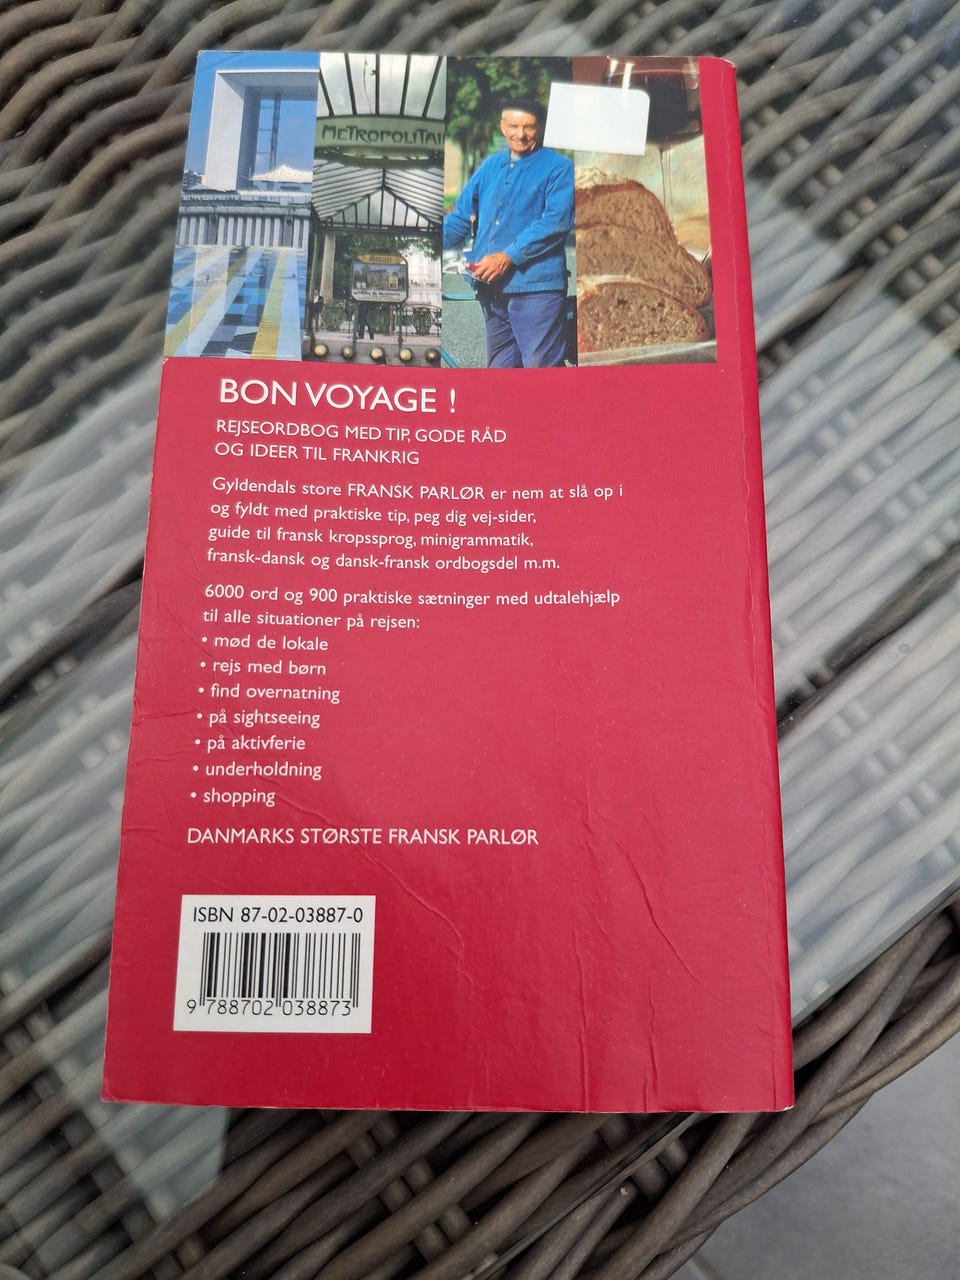 METROPOLITAI
BON VOYAGE !
REJSEORDBOG MED TIP, GODE RÅD
OG IDEER TIL FRANKRIG
Gyldendals store FRANSK PARLØR er nem at slå op i
og fyldt med praktiske tip, peg dig vej-sider,
guide til fransk kropssprog, minigrammatik,
fransk-dansk og dansk-fransk ordbogsdel m.m.
6000 ord og 900 praktiske sætninger med udtalehjælp
til alle situationer på rejsen:
• mød de lokale
• rejs med børn
• find overnatning
• på sightseeing
• på aktivferie
• underholdning
• shopping
DANMARKS STØRSTE FRANSK PARLØR
ISBN 87-02-03887-0
9 788702 038873